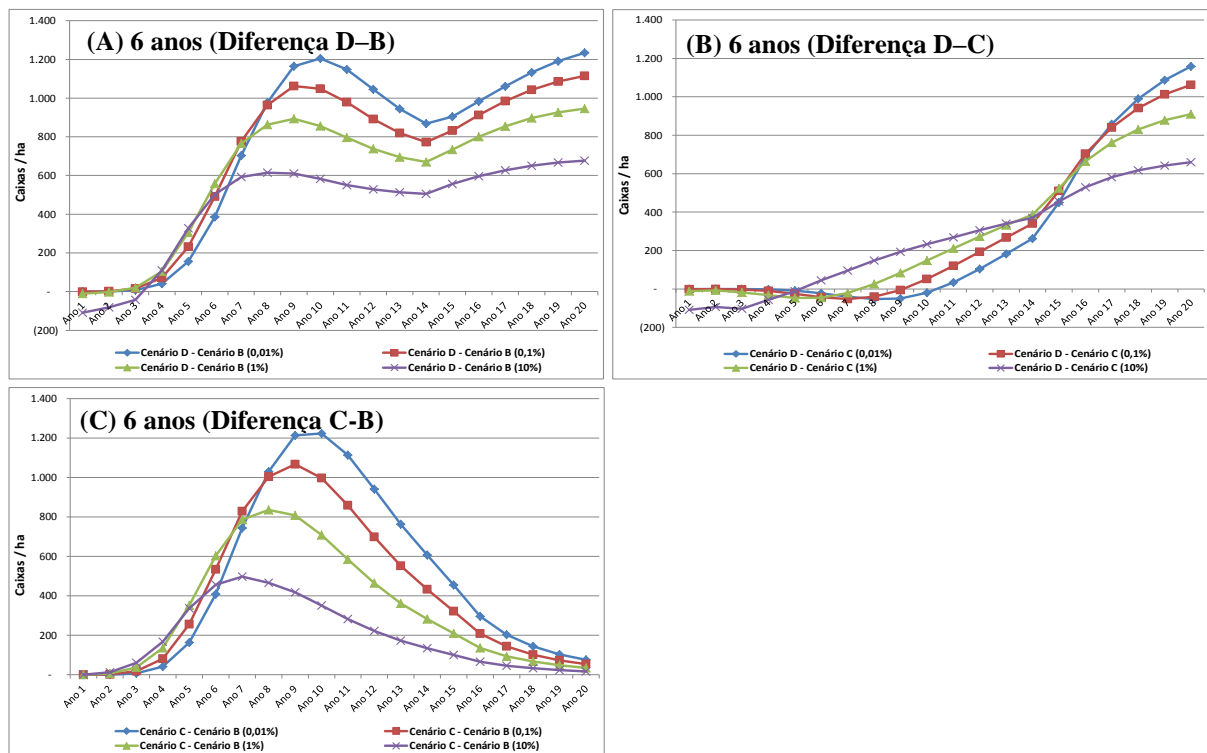 (A) 6 anos (Diferença D–B)
Caixas / ha
1.400
1.200
1.000
800
600
400
200
-
(200)
Ano 1
Ano 2
Ano 3
Ano 4
Ano 5
Ano 6
Ano 7
Ano 8
Ano 9
Ano 10
Ano 11
Ano 12
Ano 13
Ano 14
Ano 15
Ano 16
Ano 17
Ano 18
Ano 19
Ano 20
Cenário D - Cenário B (0,01%)
Cenário D - Cenário B (0,1%)
Cenário D - Cenário B (1%)
Cenário D - Cenário B (10%)
(B) 6 anos (Diferença D–C)
Caixas / ha
1.400
1.200
1.000
800
600
400
200
-
(200)
Ano 1
Ano 2
Ano 3
Ano 4
Ano 5
Ano 6
Ano 7
Ano 8
Ano 9
Ano 10
Ano 11
Ano 12
Ano 13
Ano 14
Ano 15
Ano 16
Ano 17
Ano 18
Ano 19
Ano 20
Cenário D - Cenário C (0,01%)
Cenário D - Cenário C (0,1%)
Cenário D - Cenário C (1%)
Cenário D - Cenário C (10%)
(C) 6 anos (Diferença C-B)
Caixas / ha
1.400
1.200
1.000
800
600
400
200
-
Ano 1
Ano 2
Ano 3
Ano 4
Ano 5
Ano 6
Ano 7
Ano 8
Ano 9
Ano 10
Ano 11
Ano 12
Ano 13
Ano 14
Ano 15
Ano 16
Ano 17
Ano 18
Ano 19
Ano 20
Cenário C - Cenário B (0,01%)
Cenário C - Cenário B (0,1%)
Cenário C - Cenário B (1%)
Cenário C - Cenário B (10%)